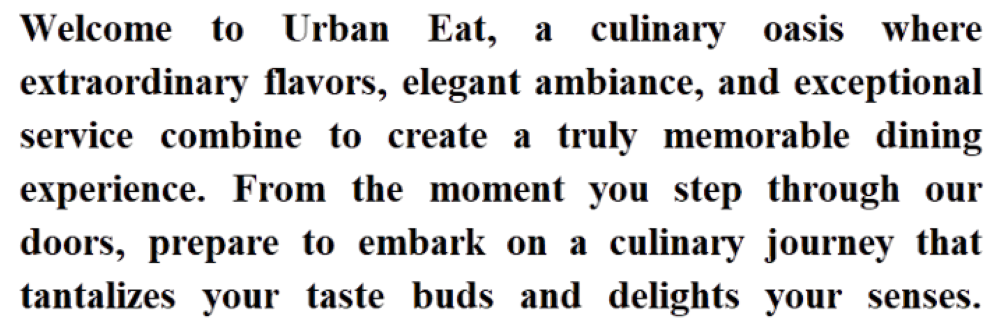 Welcome to Urban Eat, a culinary oasis where
extraordinary flavors, elegant ambiance, and exceptional
service combine to create a truly memorable dining
experience. From the moment you step through our
doors, prepare to embark on a culinary journey that
tantalizes your taste buds and delights your senses.